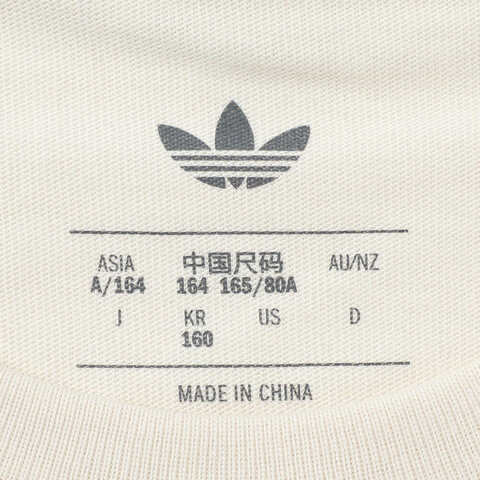 ASIA 中国尺码 AU/NZ
A/164 164 165/80A
J KR US D
160
MADE IN CHINA